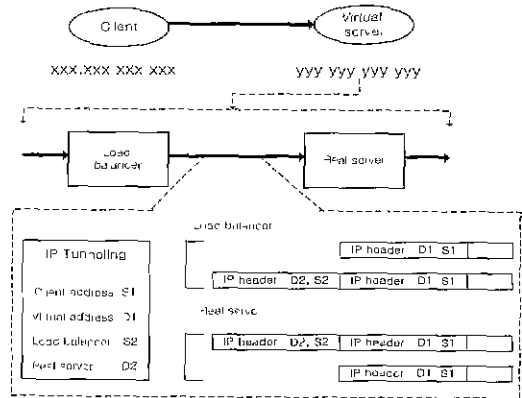 Client
Virtual
server
xxx.xxx xxx xxx
yyy yyy yyy yyy
Load
balancer
Real server
Load balancer
IP Tunneling
IP header D1 S1
Client address S1
IP header D2, S2 IP header D1 S1
Virtual address D1
Real server
Load balancer S2
IP header D2, S2 IP header D1 S1
Real server D2
IP header D1 S1